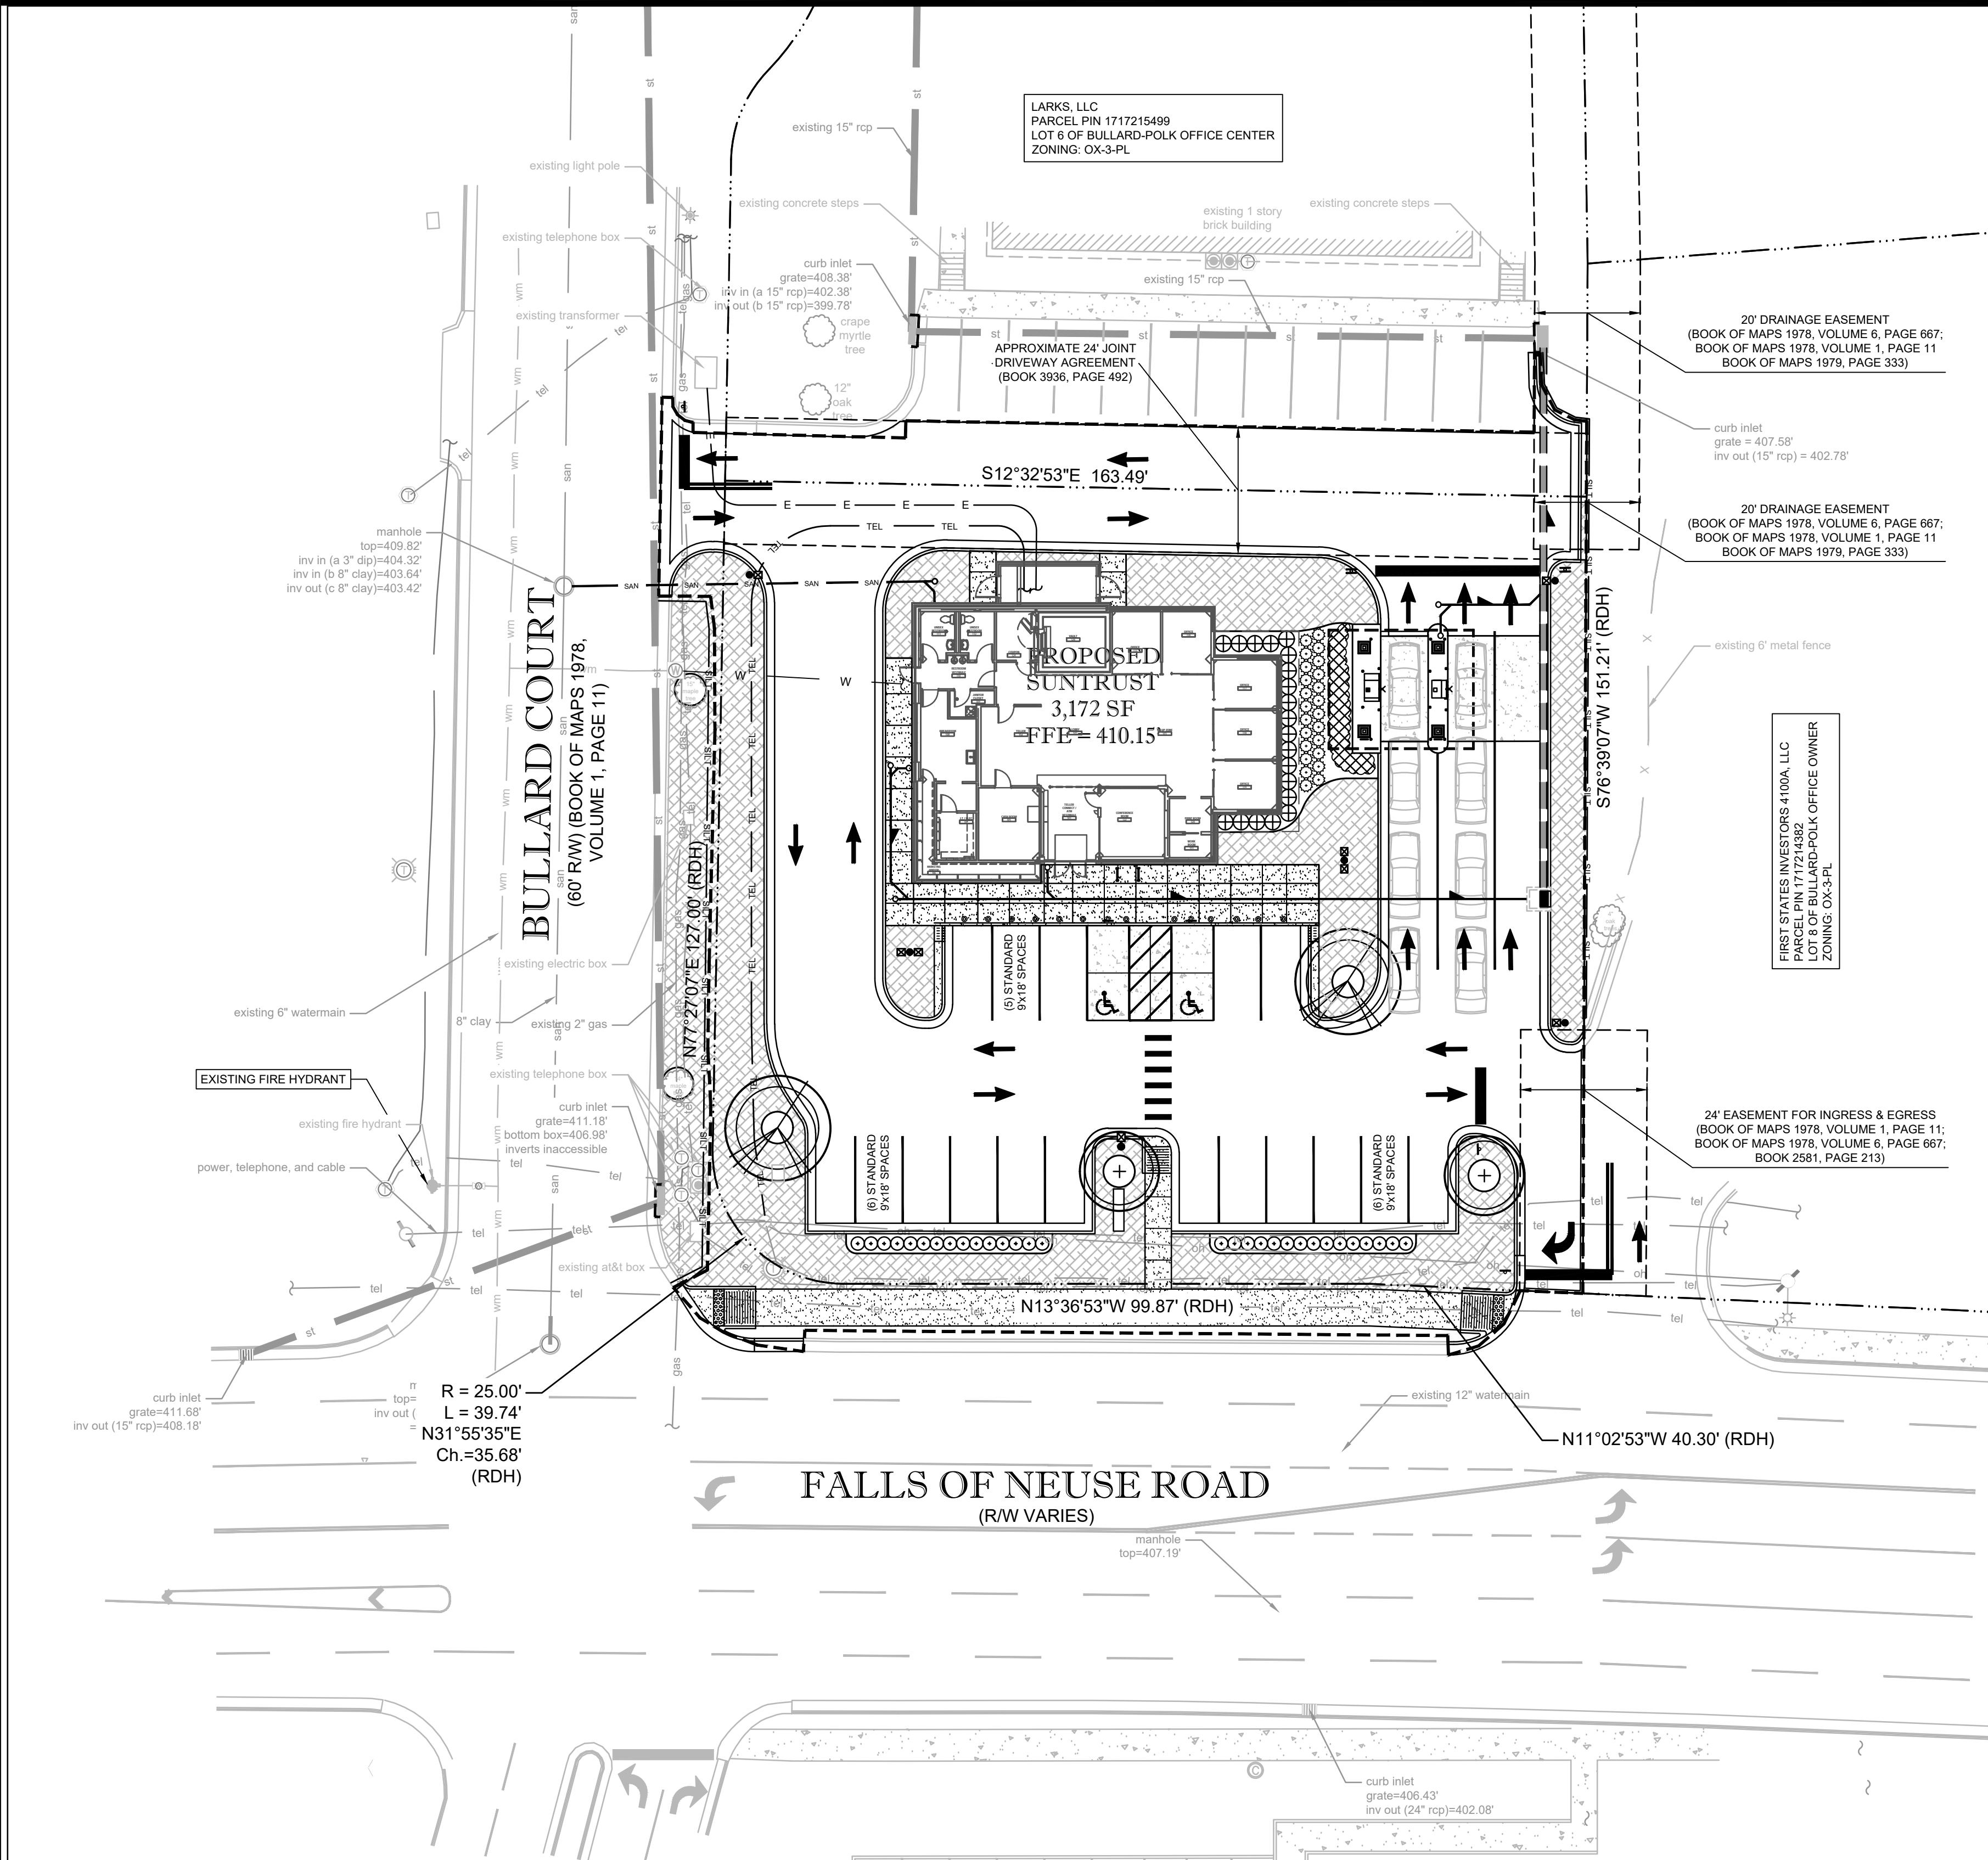 LARKS, LLC
PARCEL PIN 1717215499
LOT 6 OF BULLARD-POLK OFFICE CENTER
ZONING: OX-3-PL
existing 15" rcp
existing light pole
existing concrete steps
existing 1 story
brick building
existing concrete steps
existing telephone box
curb inlet
grate=408.38'
inv in (a 15" rcp)=402.38'
inv out (b 15" rcp)=399.78'
existing 15" rcp
existing transformer
crape
myrtle
tree
12"
oak
tree
APPROXIMATE 24' JOINT
DRIVEWAY AGREEMENT
(BOOK 3936, PAGE 492)
20' DRAINAGE EASEMENT
(BOOK OF MAPS 1978, VOLUME 6, PAGE 667;
BOOK OF MAPS 1978, VOLUME 1, PAGE 11
BOOK OF MAPS 1979, PAGE 333)
curb inlet
grate = 407.58'
inv out (15" rcp) = 402.78'
S12°32'53"E 163.49'
E E E E
TEL TEL
20' DRAINAGE EASEMENT
(BOOK OF MAPS 1978, VOLUME 6, PAGE 667;
BOOK OF MAPS 1978, VOLUME 1, PAGE 11
BOOK OF MAPS 1979, PAGE 333)
manhole
top=409.82'
inv in (a 3" dip)=404.32'
inv in (b 8" clay)=403.64'
inv out (c 8" clay)=403.42'
SAN SAN SAN SAN SAN
BULLARD COURT
(60' R/W) (BOOK OF MAPS 1978,
VOLUME 1, PAGE 11)
W W
PROPOSED
SUNTRUST
3,172 SF
FFE = 410.15'
S76°39'07"W 151.21' (RDH)
existing 6' metal fence
FIRST STATES INVESTORS 4100A, LLC
PARCEL PIN 1717214382
LOT 8 OF BULLARD-POLK OFFICE OWNER
ZONING: OX-3-PL
N77°27'07"E 127.00' (RDH)
existing electric box
existing 6" watermain
8" clay
existing 2" gas
(5) STANDARD
9'x18' SPACES
EXISTING FIRE HYDRANT
existing telephone box
curb inlet
grate=411.18'
bottom box=406.98'
inverts inaccessible
existing fire hydrant
power, telephone, and cable
(6) STANDARD
9'x18' SPACES
(6) STANDARD
9'x18' SPACES
24' EASEMENT FOR INGRESS & EGRESS
(BOOK OF MAPS 1978, VOLUME 1, PAGE 11;
BOOK OF MAPS 1978, VOLUME 6, PAGE 667;
BOOK 2581, PAGE 213)
existing at&t box
N13°36'53"W 99.87' (RDH)
curb inlet
grate=411.68'
inv out (15" rcp)=408.18'
top=
inv out (
R = 25.00'
L = 39.74'
N31°55'35"E
Ch.=35.68'
(RDH)
existing 12" watermain
N11°02'53"W 40.30' (RDH)
FALLS OF NEUSE ROAD
(R/W VARIES)
manhole
top=407.19'
curb inlet
grate=406.43'
inv out (24" rcp)=402.08'